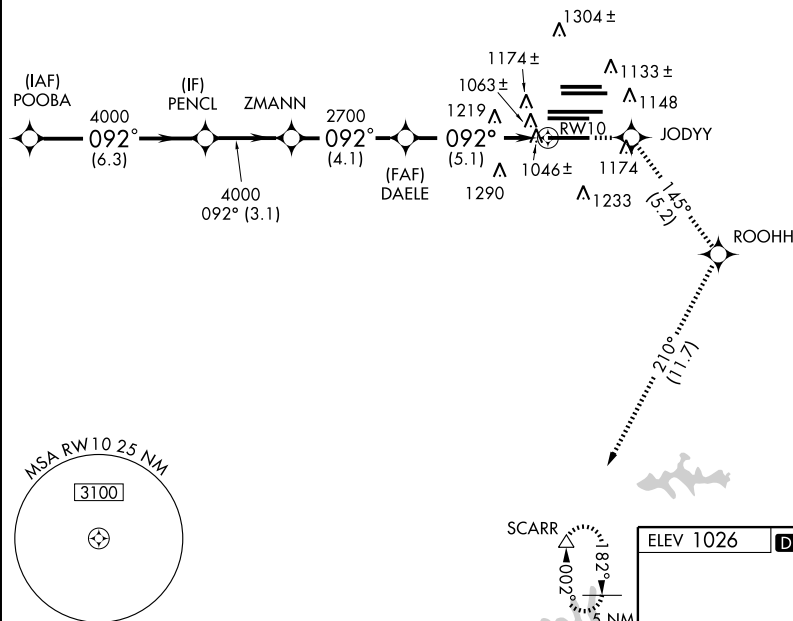 1304±
1174±
1133±
1063±
1148
1219
(IAF)
POOBA
(IF)
PENCL
ZMANN
4000
092°
(6.3)
2700
092°
(4.1)
092°
(5.1)
RW10
JODYY
(FAF)
DAELE
4000
092° (3.1)
1046±
1174
1290
1233
145°
(5.2)
ROOHH
210°
(11.7)
MSA RW10 25 NM
3100
SCARR
182°
002°
5 NM
ELEV 1026
D